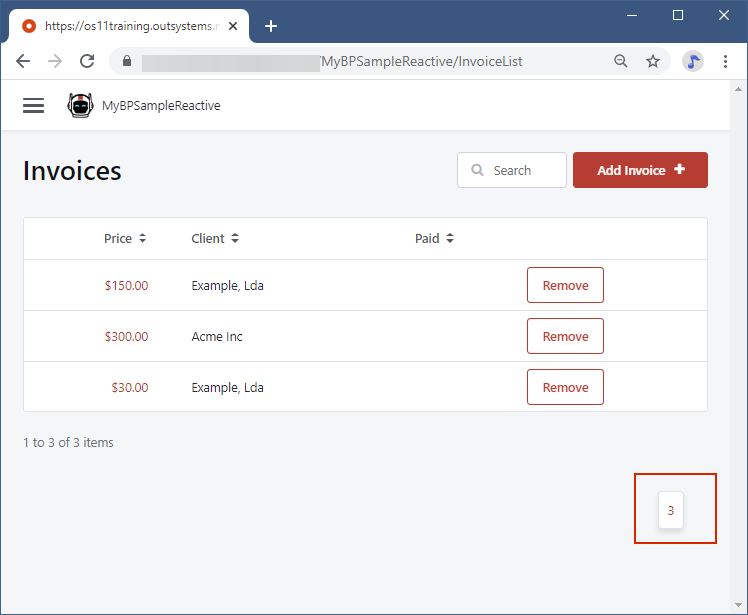 https://os11training.outsystems.n
/MyBPSampleReactive/InvoiceList
MyBPSampleReactive
Invoices
Search
Add Invoice
Price Client Paid
$150.00 Example, Lda Remove
$300.00 Acme Inc Remove
$30.00 Example, Lda Remove
1 to 3 of 3 items
3